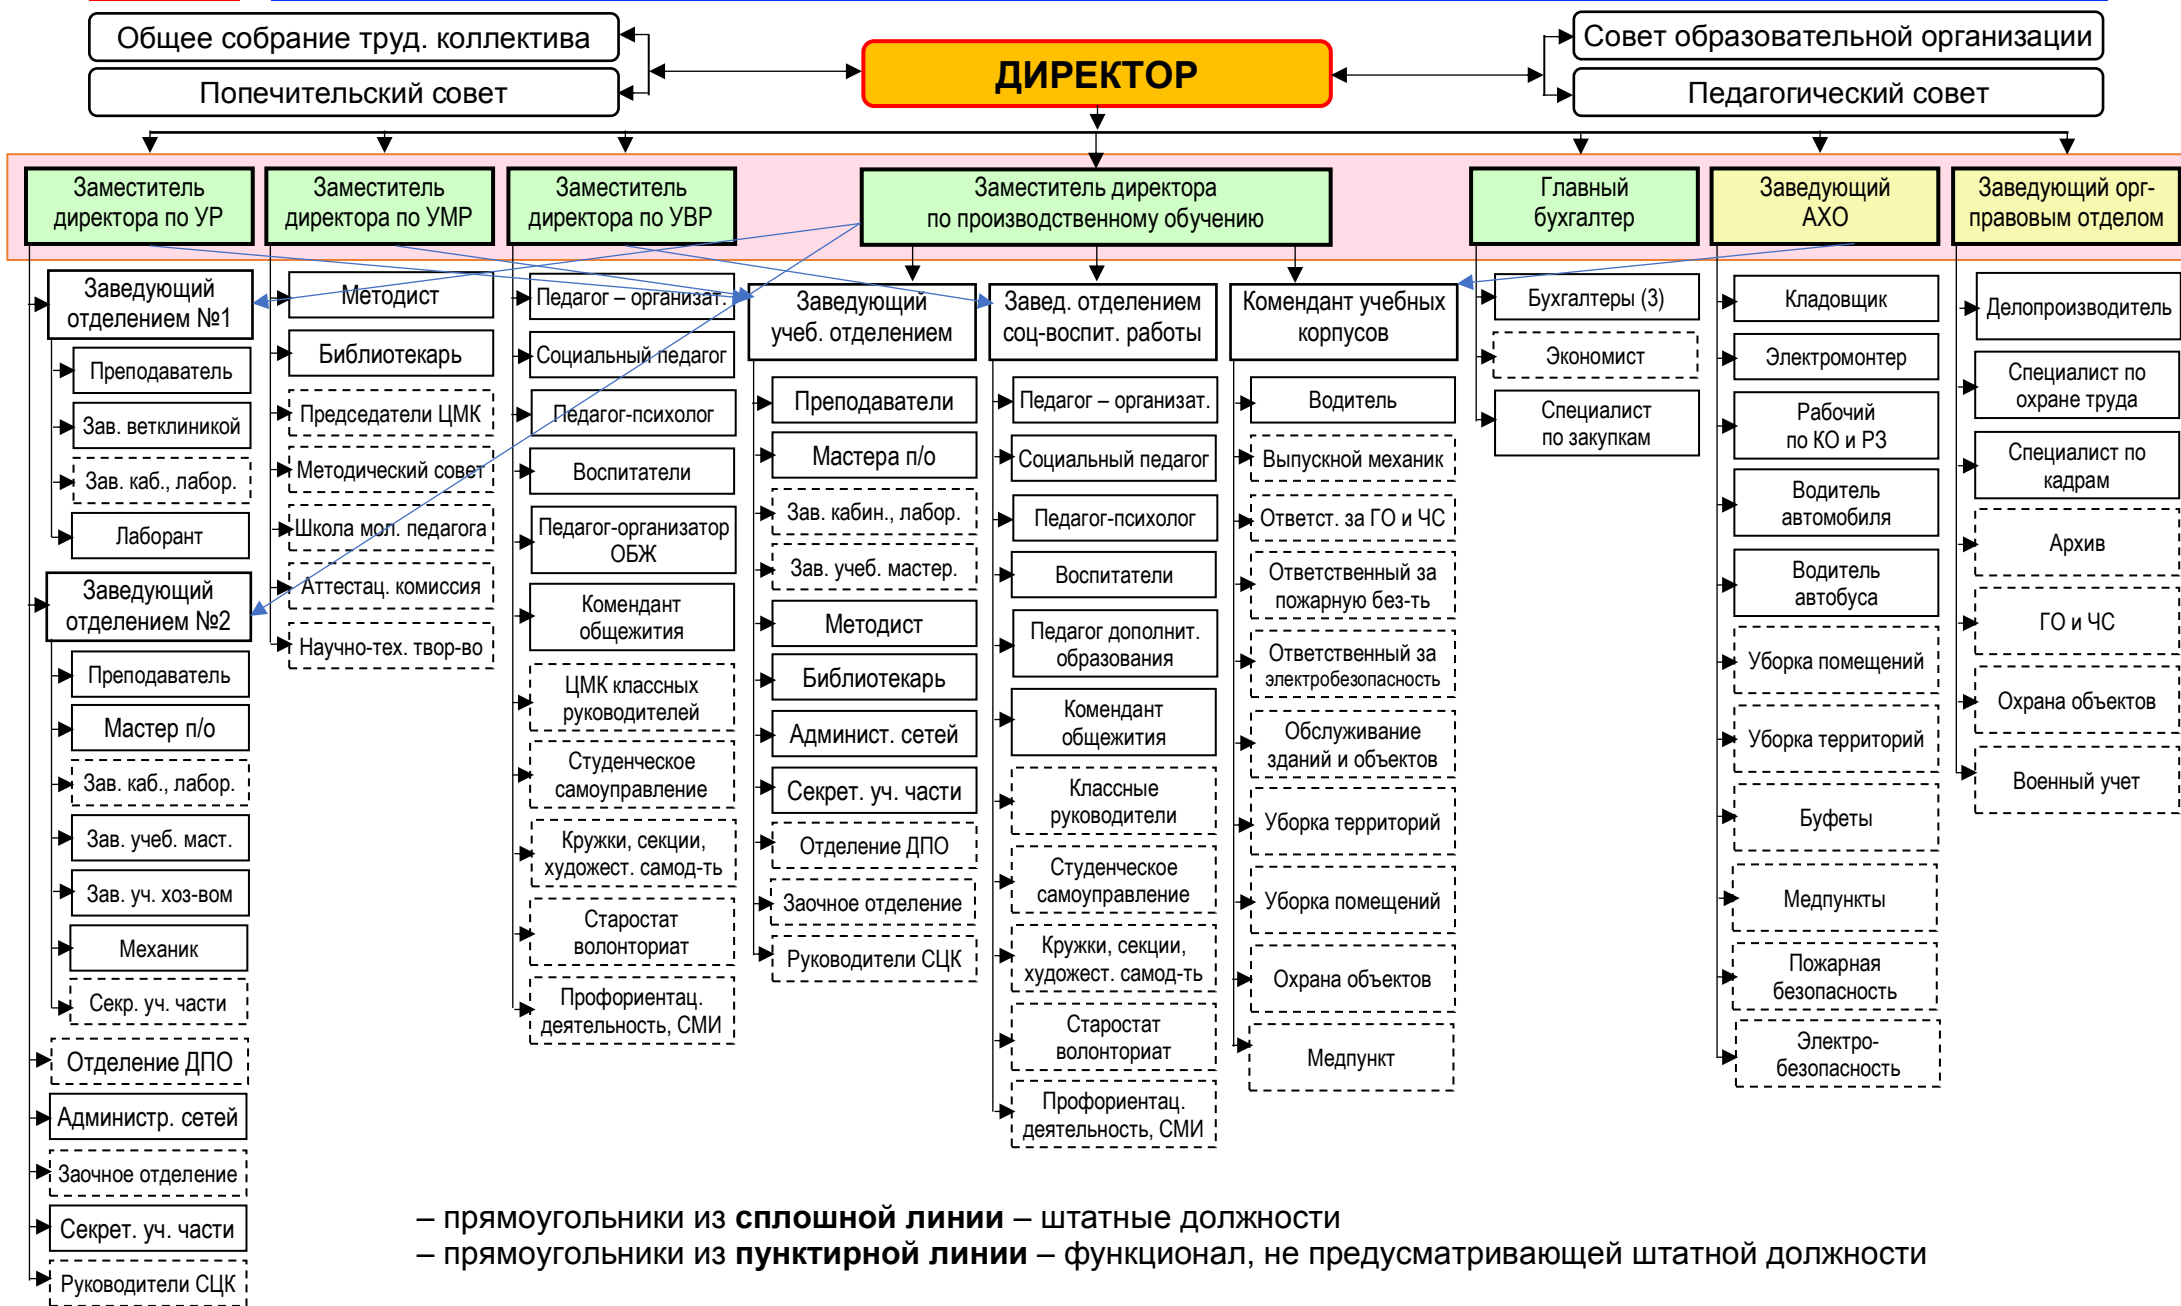 Общее собрание труд. коллектива
Попечительский совет
ДИРЕКТОР
Совет образовательной организации
Педагогический совет
Заместитель
директора по УР
Заместитель
директора по УМР
Заместитель
директора по УВР
Заместитель директора
по производственному обучению
Главный
бухгалтер
Заведующий
АХО
Заведующий орг-
правовым отделом
Заведующий
отделением №1
Преподаватель
Зав. ветклиникой
Зав. каб., лабор.
Лаборант
Заведующий
отделением №2
Преподаватель
Мастер п/о
Зав. каб., лабор.
Зав. учеб. маст.
Зав. уч. хоз-вом
Механик
Секр. уч. части
Отделение ДПО
Администр. сетей
Заочное отделение
Секрет. уч. части
Руководители СЦК
Методист
Библиотекарь
Председатели ЦМК
Методический совет
Школа мол. педагога
Аттестац. комиссия
Научно-тех. твор-во
Педагог – организат.
Социальный педагог
Педагог-психолог
Воспитатели
Педагог-организатор
ОБЖ
Комендант
общежития
ЦМК классных
руководителей
Студенческое
самоуправление
Кружки, секции,
художест. самод-ть
Старостат
волонториат
Профориентац.
деятельность, СМИ
Заведующий
учеб. отделением
Преподаватели
Мастера п/о
Зав. кабин., лабор.
Зав. учеб. мастер.
Методист
Библиотекарь
Админист. сетей
Секрет. уч. части
Отделение ДПО
Заочное отделение
Руководители СЦК
Завед. отделением
соц-воспит. работы
Педагог – организат.
Социальный педагог
Педагог-психолог
Воспитатели
Педагог дополнит.
образования
Комендант
общежития
Классные
руководители
Студенческое
самоуправление
Кружки, секции,
художест. самод-ть
Старостат
волонториат
Профориентац.
деятельность, СМИ
Комендант учебных
корпусов
Водитель
Выпускной механик
Ответст. за ГО и ЧС
Ответственный за
пожарную без-ть
Ответственный за
электробезопасность
Обслуживание
зданий и объектов
Уборка территорий
Уборка помещений
Охрана объектов
Медпункт
Бухгалтеры (3)
Экономист
Специалист
по закупкам
Кладовщик
Электромонтер
Рабочий
по КО и РЗ
Водитель
автомобиля
Водитель
автобуса
Уборка помещений
Уборка территорий
Буфеты
Медпункты
Пожарная
безопасность
Электро-
безопасность
Делопроизводитель
Специалист по
охране труда
Специалист по
кадрам
Архив
ГО и ЧС
Охрана объектов
Военный учет
– прямоугольники из сплошной линии – штатные должности
– прямоугольники из пунктирной линии – функционал, не предусматривающей штатной должности